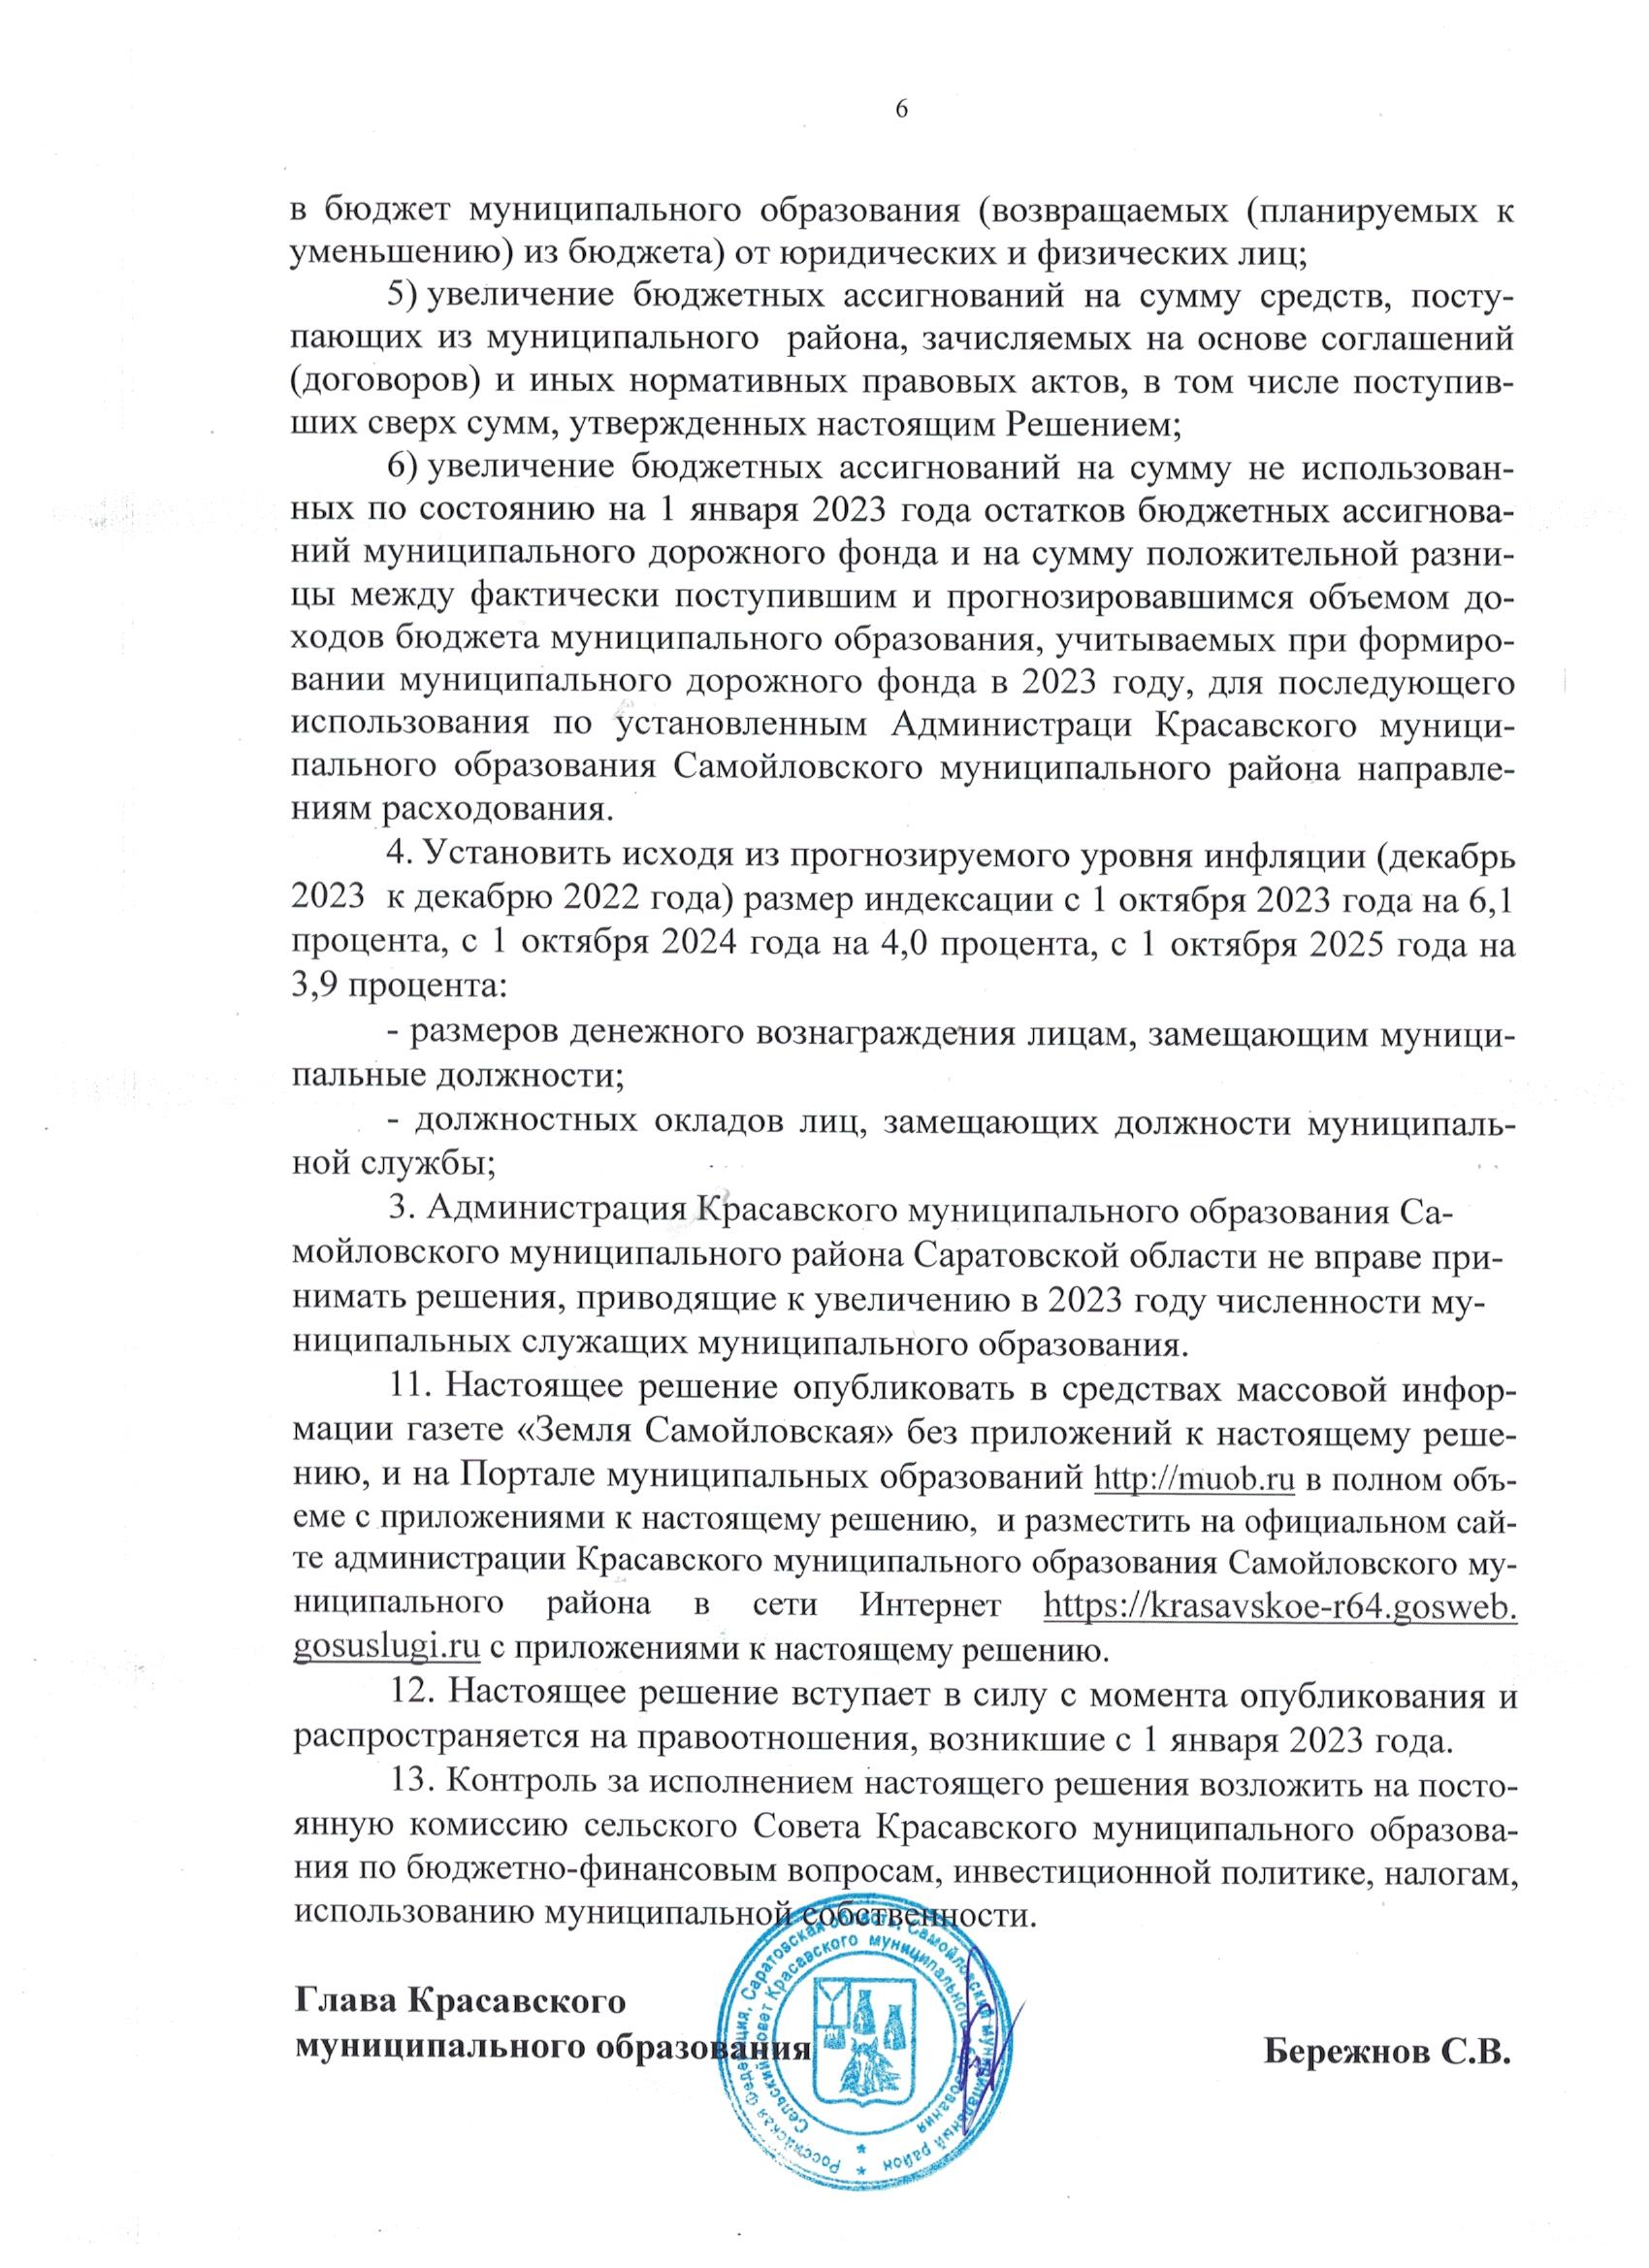 6
в бюджет муниципального образования (возвращаемых (планируемых к
уменьшению) из бюджета) от юридических и физических лиц;
5) увеличение бюджетных ассигнований на сумму средств, посту-
пающих из муниципального района, зачисляемых на основе соглашений
(договоров) и иных нормативных правовых актов, в том числе поступив-
ших сверх сумм, утвержденных настоящим Решением;
6) увеличение бюджетных ассигнований на сумму не использован-
ных по состоянию на 1 января 2023 года остатков бюджетных ассигнова-
ний муниципального дорожного фонда и на сумму положительной разни-
цы между фактически поступившим и прогнозировавшимся объемом до-
ходов бюджета муниципального образования, учитываемых при формиро-
вании муниципального дорожного фонда в 2023 году, для последующего
использования по установленным Администраци Красавского муници-
пального образования Самойловского муниципального района направле-
ниям расходования.
4. Установить исходя из прогнозируемого уровня инфляции (декабрь
2023 к декабрю 2022 года) размер индексации с 1 октября 2023 года на 6,1
процента, с 1 октября 2024 года на 4,0 процента, с 1 октября 2025 года на
3,9 процента:
- размеров денежного вознаграждения лицам, замещающим муници-
пальные должности;
- должностных окладов лиц, замещающих должности муниципаль-
ной службы;
3. Администрация Красавского муниципального образования Са-
мойловского муниципального района Саратовской области не вправе при-
нимать решения, приводящие к увеличению в 2023 году численности му-
ниципальных служащих муниципального образования.
11. Настоящее решение опубликовать в средствах массовой инфор-
мации газете «Земля Самойловская» без приложений к настоящему реше-
нию, и на Портале муниципальных образований http://muob.ru в полном объ-
еме с приложениями к настоящему решению, и разместить на официальном сай-
те администрации Красавского муниципального образования Самойловского му-
ниципального района в сети Интернет https://krasavskoe-r64.gosweb.
gosuslugi.ru с приложениями к настоящему решению.
12. Настоящее решение вступает в силу с момента опубликования и
распространяется на правоотношения, возникшие с 1 января 2023 года.
13. Контроль за исполнением настоящего решения возложить на посто-
янную комиссию сельского Совета Красавского муниципального образова-
ния по бюджетно-финансовым вопросам, инвестиционной политике, налогам,
использованию муниципальной собственности.
Глава Красавского
муниципального образования
Бережнов С.В.
Российская Федерация, Саратовская область, Самойловский муниципальный район
Сельский совет Красавского муниципального образования